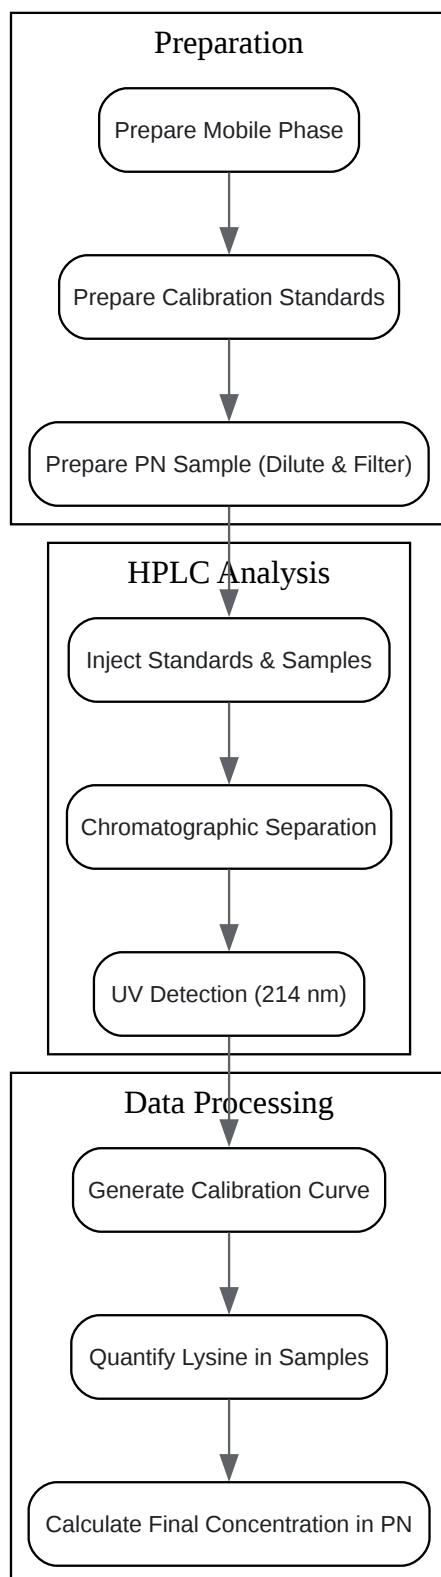 Preparation
Prepare Mobile Phase
Prepare Calibration Standards
Prepare PN Sample (Dilute & Filter)
HPLC Analysis
Inject Standards & Samples
Chromatographic Separation
UV Detection (214 nm)
Data Processing
Generate Calibration Curve
Quantify Lysine in Samples
Calculate Final Concentration in PN